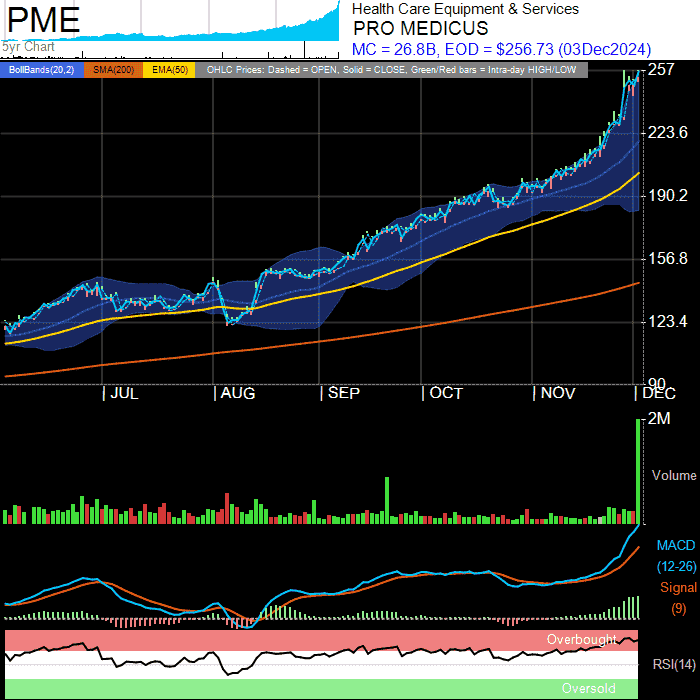 PME
Health Care Equipment & Services
PRO MEDICUS
5yr Chart
MC = 26.8B, EOD = $256.73 (03Dec2024)
BollBands(20,2) SMA(200) EMA(50) OHLC Prices: Dashed = OPEN, Solid = CLOSE, Green/Red bars = Intra-day HIGH/LOW
257
223.6
190.2
156.8
123.4
90
| JUL | AUG | SEP | OCT | NOV | DEC
2M
Volume
MACD
(12-26)
Signal
(9)
Overbought
RSI(14)
Oversold